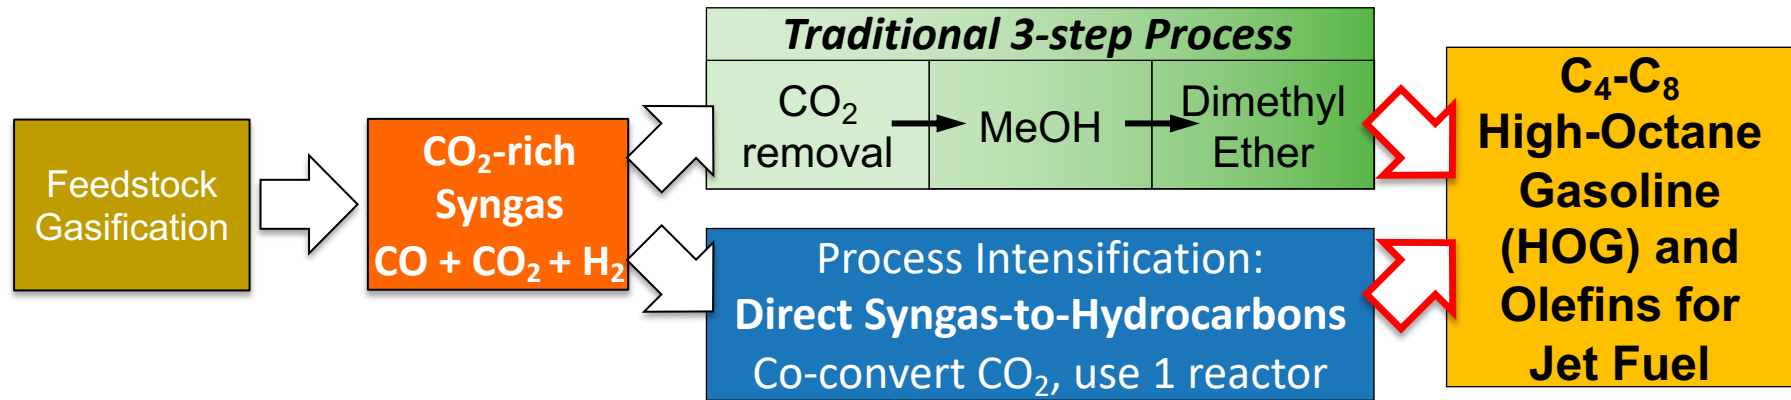 Feedstock
Gasification
CO₂-rich
Syngas
CO + CO₂ + H₂
Traditional 3-step Process
CO₂
removal
MeOH
Dimethyl
Ether
Process Intensification:
Direct Syngas-to-Hydrocarbons
Co-convert CO₂, use 1 reactor
C₄-C₈
High-Octane
Gasoline
(HOG) and
Olefins for
Jet Fuel